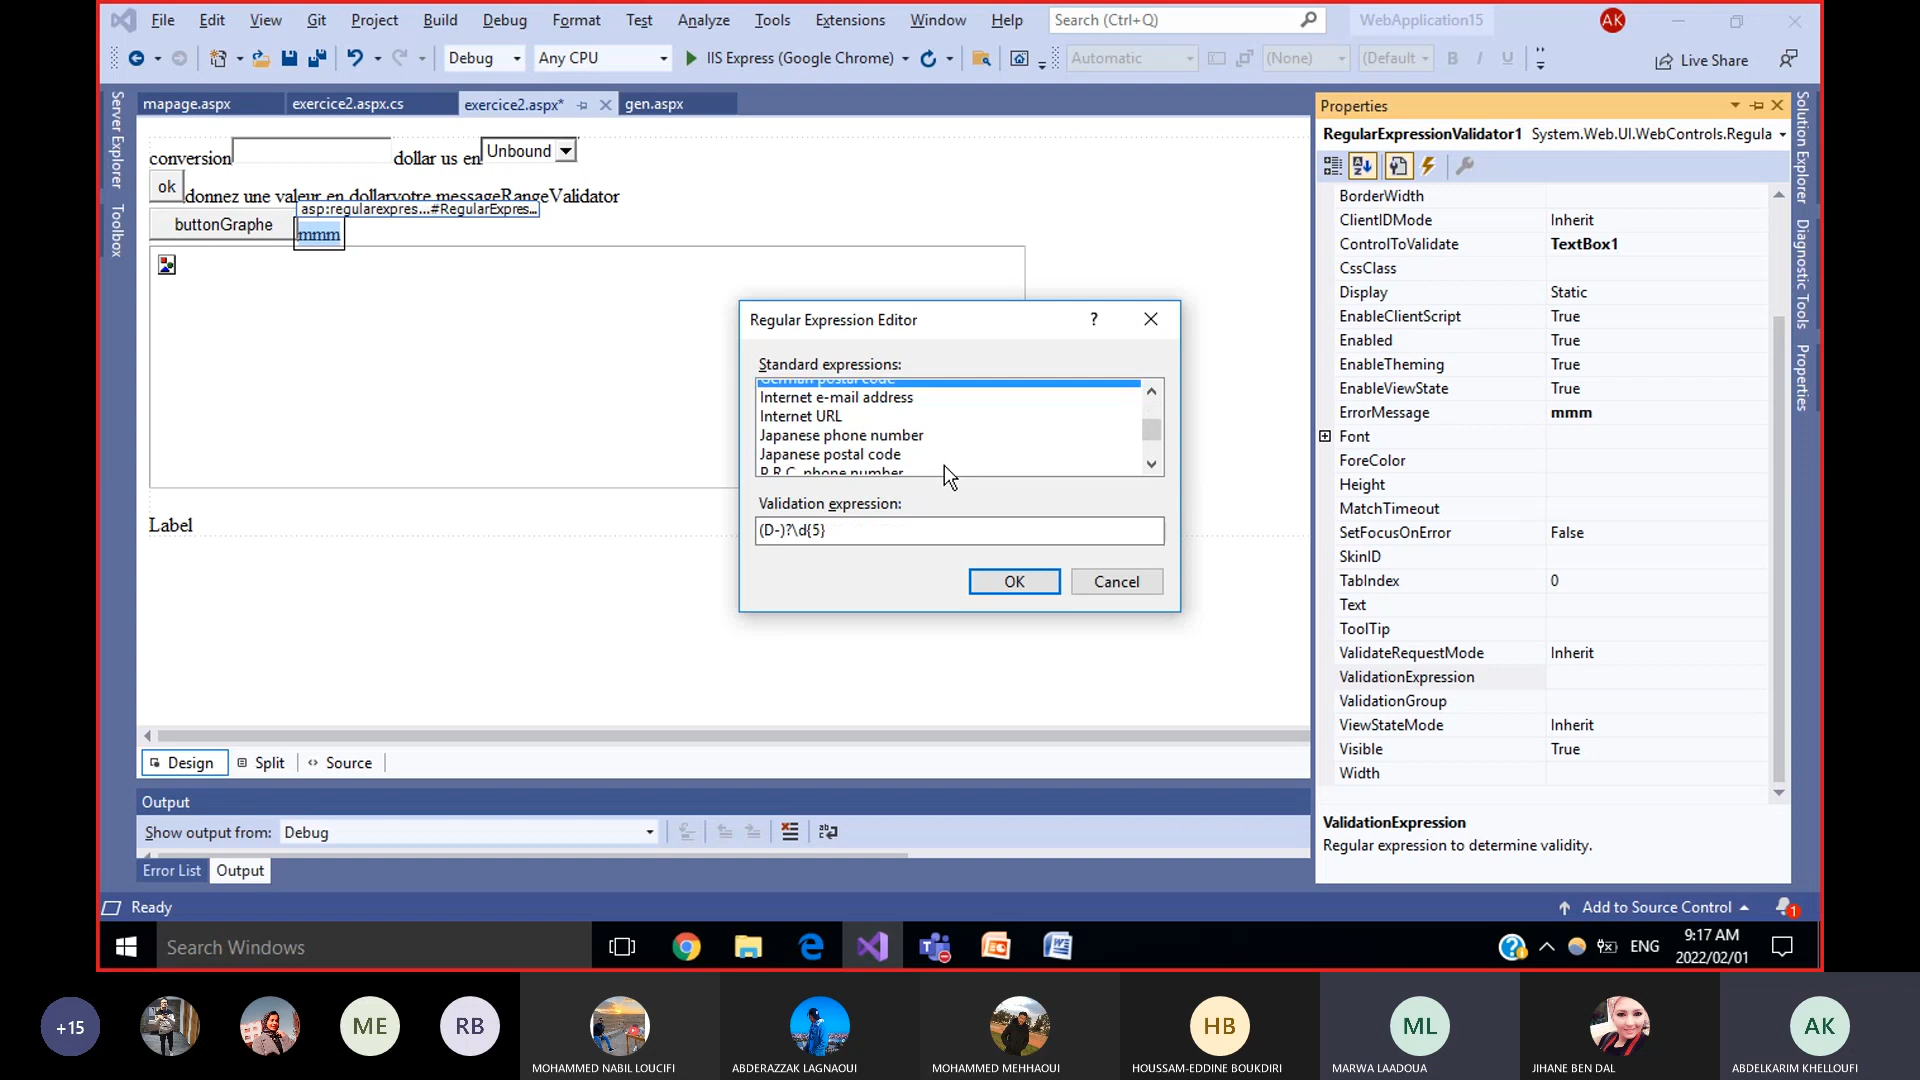 File Edit View Git Project Build Debug Format Test Analyze Tools Extensions Window Help Search (Ctrl+Q) WebApplication15 AK
Debug Any CPU IIS Express (Google Chrome) Automatic (None) (Default B I U Live Share
mapage.aspx exercice2.aspx.cs exercice2.aspx* gen.aspx
Server Explorer
Toolbox
conversion dollar us en Unbound
ok donnez une valeur en dollarvotre messageRangeValidator
asp:regularexpres...#RegularExpres...
buttonGraphe mmm
Label
Regular Expression Editor ?
Standard expressions:
German postal code
Internet e-mail address
Internet URL
Japanese phone number
Japanese postal code
P.R.C. phone number
Validation expression:
(D-)?\d{5}
OK Cancel
Properties
RegularExpressionValidator1 System.Web.UI.WebControls.Regula
BorderWidth
ClientIDMode Inherit
ControlToValidate TextBox1
CssClass
Display Static
EnableClientScript True
Enabled True
EnableTheming True
EnableViewState True
ErrorMessage mmm
Font
ForeColor
Height
MatchTimeout
SetFocusOnError False
SkinID
TabIndex 0
Text
ToolTip
ValidateRequestMode Inherit
ValidationExpression
ValidationGroup
ViewStateMode Inherit
Visible True
Width
ValidationExpression
Regular expression to determine validity.
Solution Explorer
Diagnostic Tools
Properties
Design Split Source
Output
Show output from: Debug
Error List Output
Ready Add to Source Control 1
Search Windows ENG 9:17 AM
2022/02/01
+15 ME RB HB ML AK
MOHAMMED NABIL LOUCIFI ABDERAZZAK LAGNAOUI MOHAMMED MEHHAOUI HOUSSAM-EDDINE BOUKDIRI MARWA LAADOUA JIHANE BEN DAL ABDELKARIM KHELLOUFI